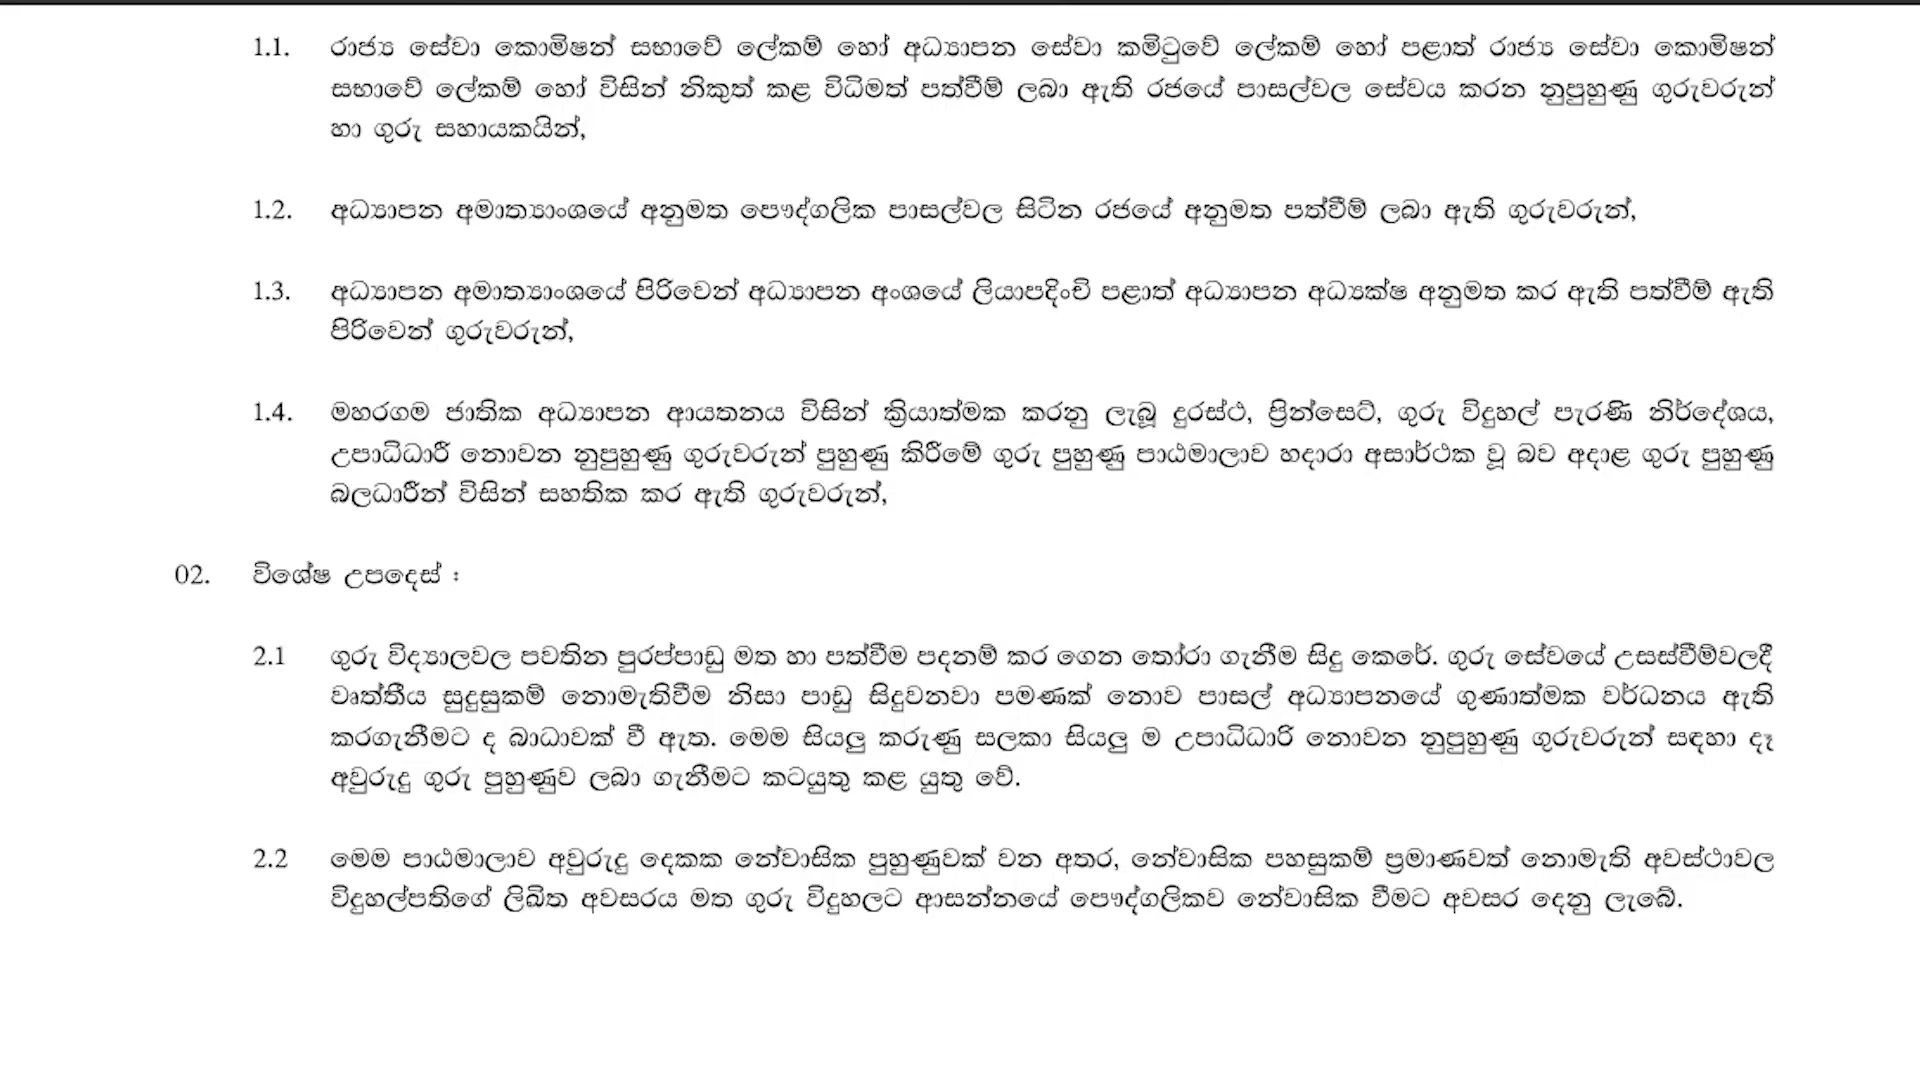 1.1. රාජ්‍ය සේවා කොමිෂන් සභාවේ ලේකම් හෝ අධ්‍යාපන සේවා කමිටුවේ ලේකම් හෝ පළාත් රාජ්‍ය සේවා කොමිෂන්
සභාවේ ලේකම් හෝ විසින් නිකුත් කළ විධිමත් පත්වීම් ලබා ඇති රජයේ පාසල්වල සේවය කරන නුපුහුණු ගුරුවරුන්
හා ගුරු සහායකයින්,
1.2. අධ්‍යාපන අමාත්‍යාංශයේ අනුමත පෞද්ගලික පාසල්වල සිටින රජයේ අනුමත පත්වීම් ලබා ඇති ගුරුවරුන්,
1.3. අධ්‍යාපන අමාත්‍යාංශයේ පිරිවෙන් අධ්‍යාපන අංශයේ ලියාපදිංචි පළාත් අධ්‍යාපන අධ්‍යක්ෂ අනුමත කර ඇති පත්වීම් ඇති
පිරිවෙන් ගුරුවරුන්,
1.4. මහරගම ජාතික අධ්‍යාපන ආයතනය විසින් ක්‍රියාත්මක කරනු ලැබූ දුරස්ථ, ප්‍රින්සෙට්, ගුරු විදුහල් පැරණි නිර්දේශය,
උපාධිධාරී නොවන නුපුහුණු ගුරුවරුන් පුහුණු කිරීමේ ගුරු පුහුණු පාඨමාලාව හදාරා අසාර්ථක වූ බව අදාළ ගුරු පුහුණු
බලධාරීන් විසින් සහතික කර ඇති ගුරුවරුන්,
02. විශේෂ උපදෙස් :
2.1 ගුරු විද්‍යාලවල පවතින පුරප්පාඩු මත හා පත්වීම පදනම් කර ගෙන තෝරා ගැනීම සිදු කෙරේ. ගුරු සේවයේ උසස්වීම්වලදී
වෘත්තීය සුදුසුකම් නොමැතිවීම නිසා පාඩු සිදුවනවා පමණක් නොව පාසල් අධ්‍යාපනයේ ගුණාත්මක වර්ධනය ඇති
කරගැනීමට ද බාධාවක් වී ඇත. මෙම සියලු කරුණු සලකා සියලු ම උපාධිධාරී නොවන නුපුහුණු ගුරුවරුන් සඳහා දෑ
අවුරුදු ගුරු පුහුණුව ලබා ගැනීමට කටයුතු කළ යුතු වේ.
2.2 මෙම පාඨමාලාව අවුරුදු දෙකක නේවාසික පුහුණුවක් වන අතර, නේවාසික පහසුකම් ප්‍රමාණවත් නොමැති අවස්ථාවල
විදුහල්පතිගේ ලිඛිත අවසරය මත ගුරු විදුහලට ආසන්නයේ පෞද්ගලිකව නේවාසික වීමට අවසර දෙනු ලැබේ.